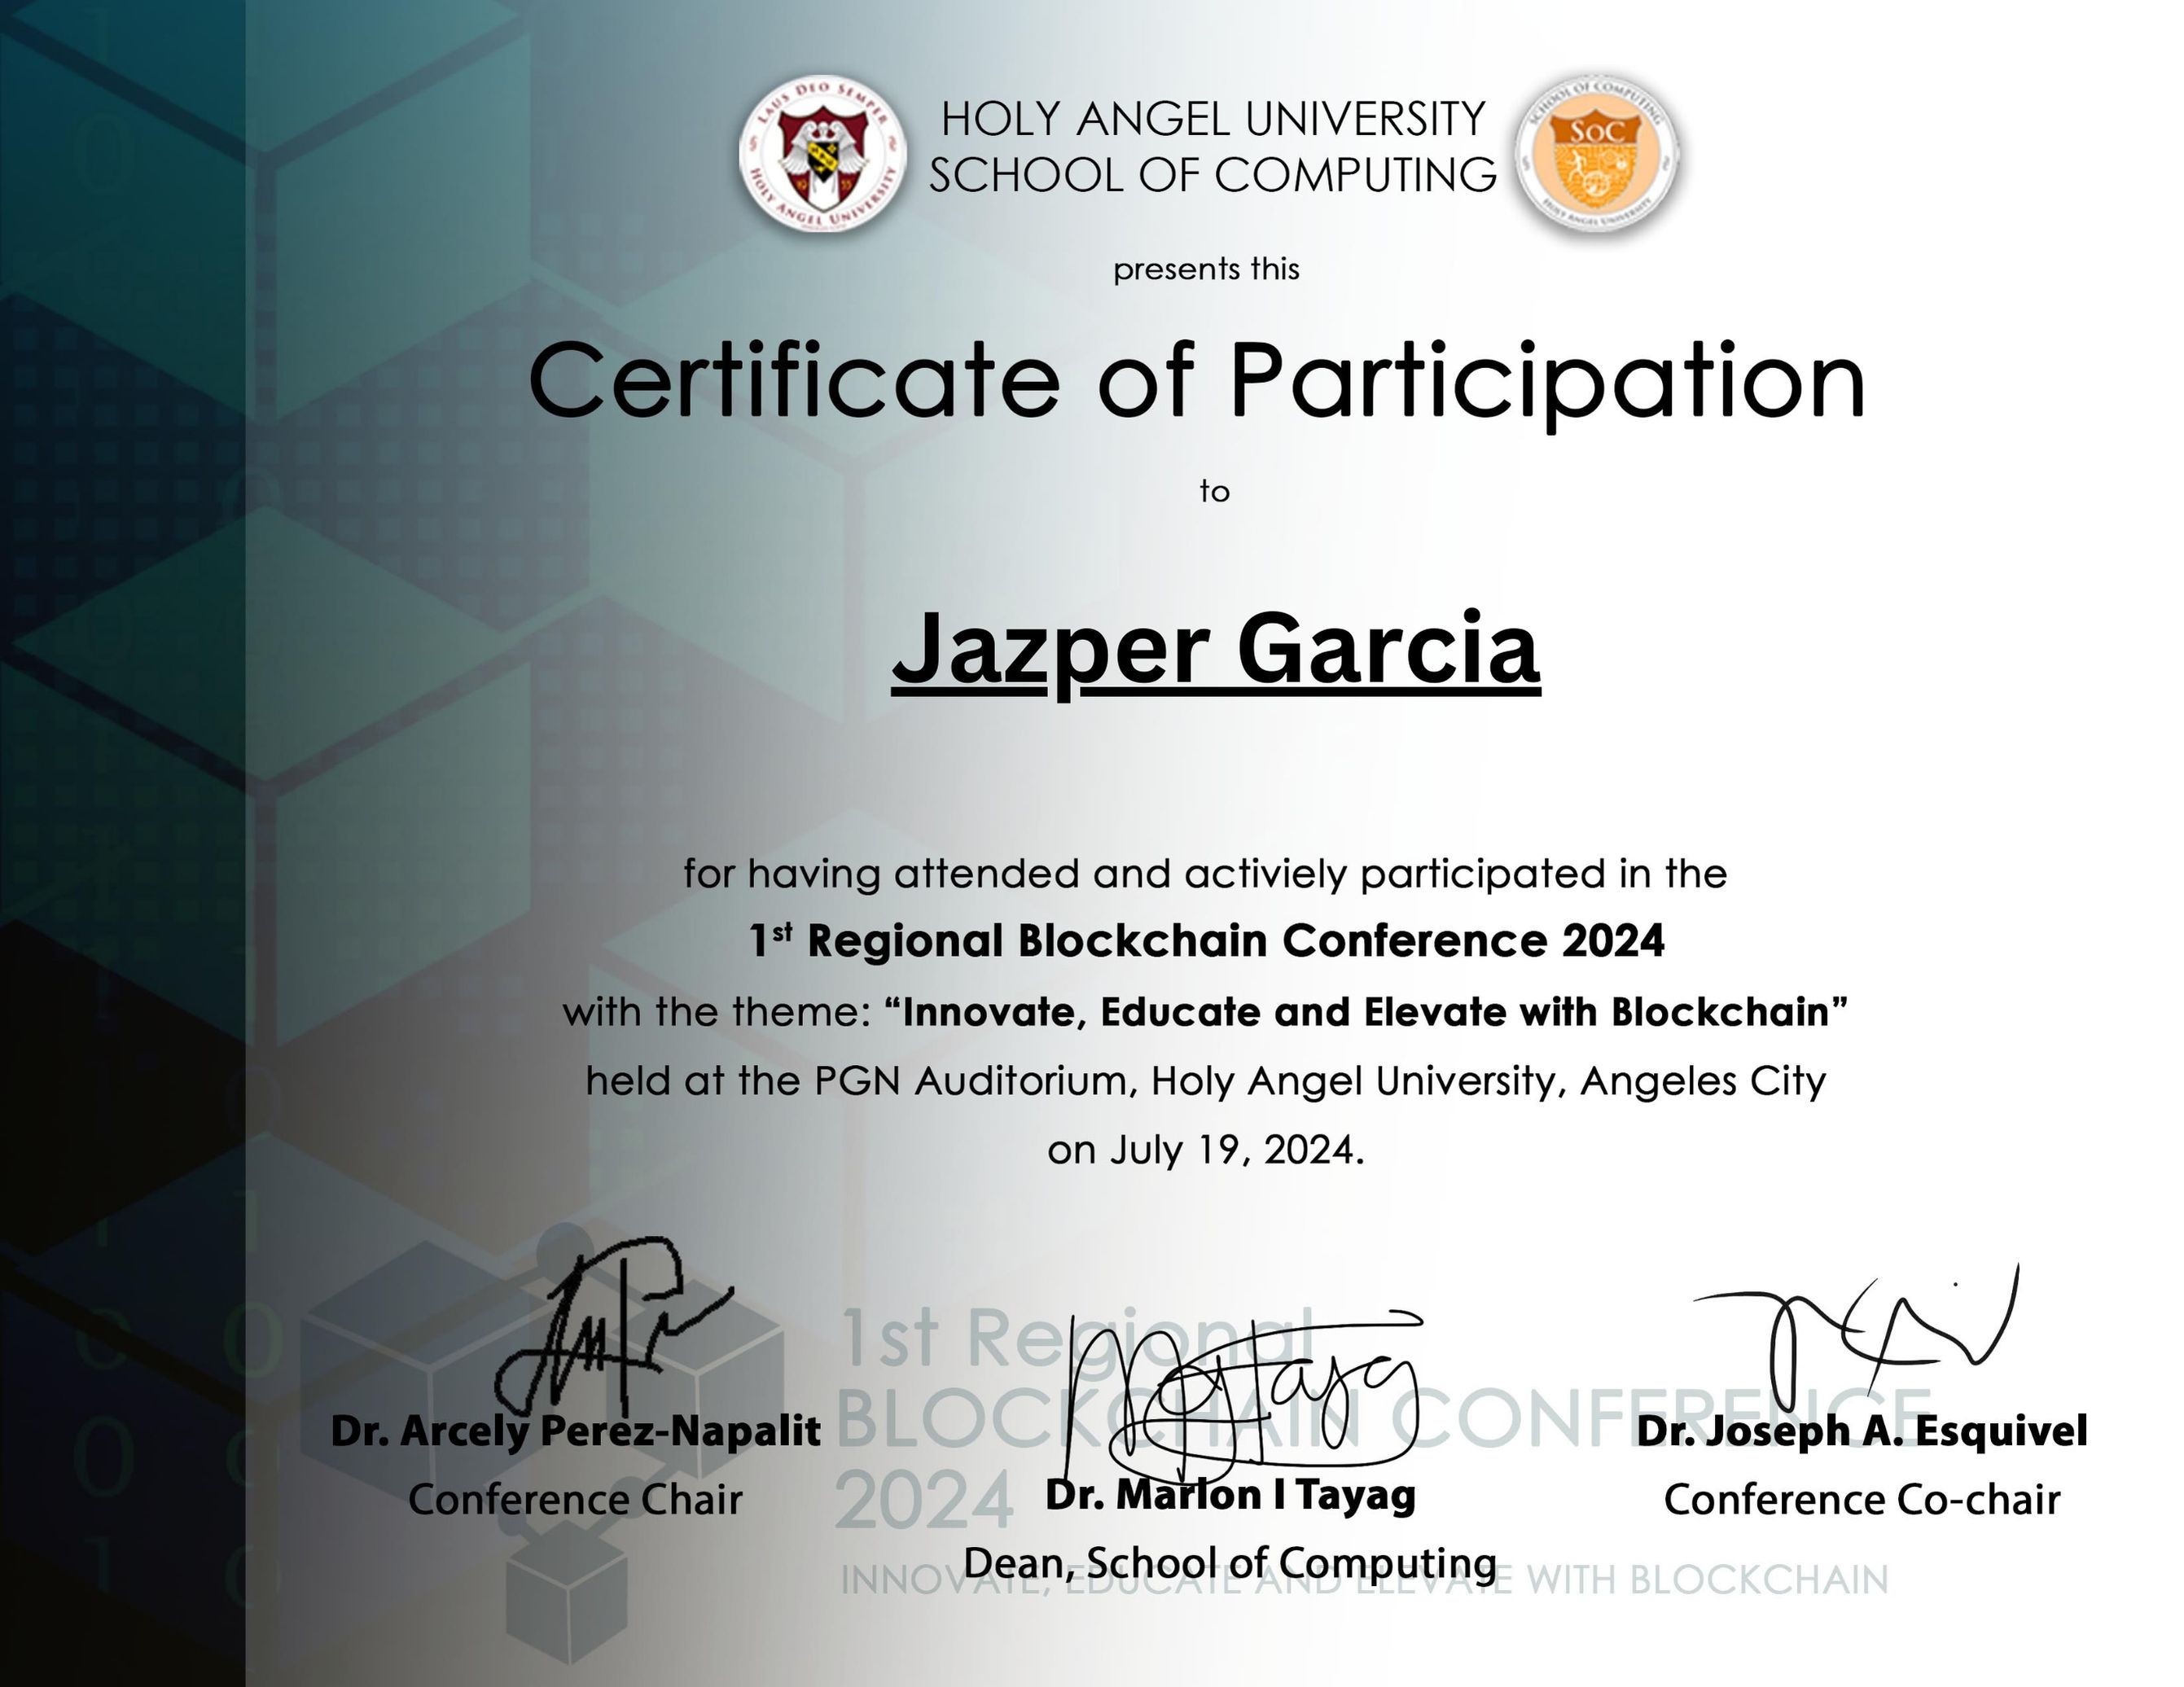 LAUS DEO SEMPER
HOLY ANGEL UNIVERSITY
19 33
HOLY ANGEL UNIVERSITY
SCHOOL OF COMPUTING
SCHOOL OF COMPUTING
SOC
HOLY ANGEL UNIVERSITY
presents this
Certificate of Participation
to
Jazper Garcia
for having attended and activiely participated in the
1st Regional Blockchain Conference 2024
with the theme: “Innovate, Educate and Elevate with Blockchain”
held at the PGN Auditorium, Holy Angel University, Angeles City
on July 19, 2024.
1st Regional
BLOCKCHAIN CONFERENCE
2024
INNOVATE, EDUCATE AND ELEVATE WITH BLOCKCHAIN
Dr. Arcely Perez-Napalit
Conference Chair
Dr. Marlon I Tayag
Dean, School of Computing
Dr. Joseph A. Esquivel
Conference Co-chair